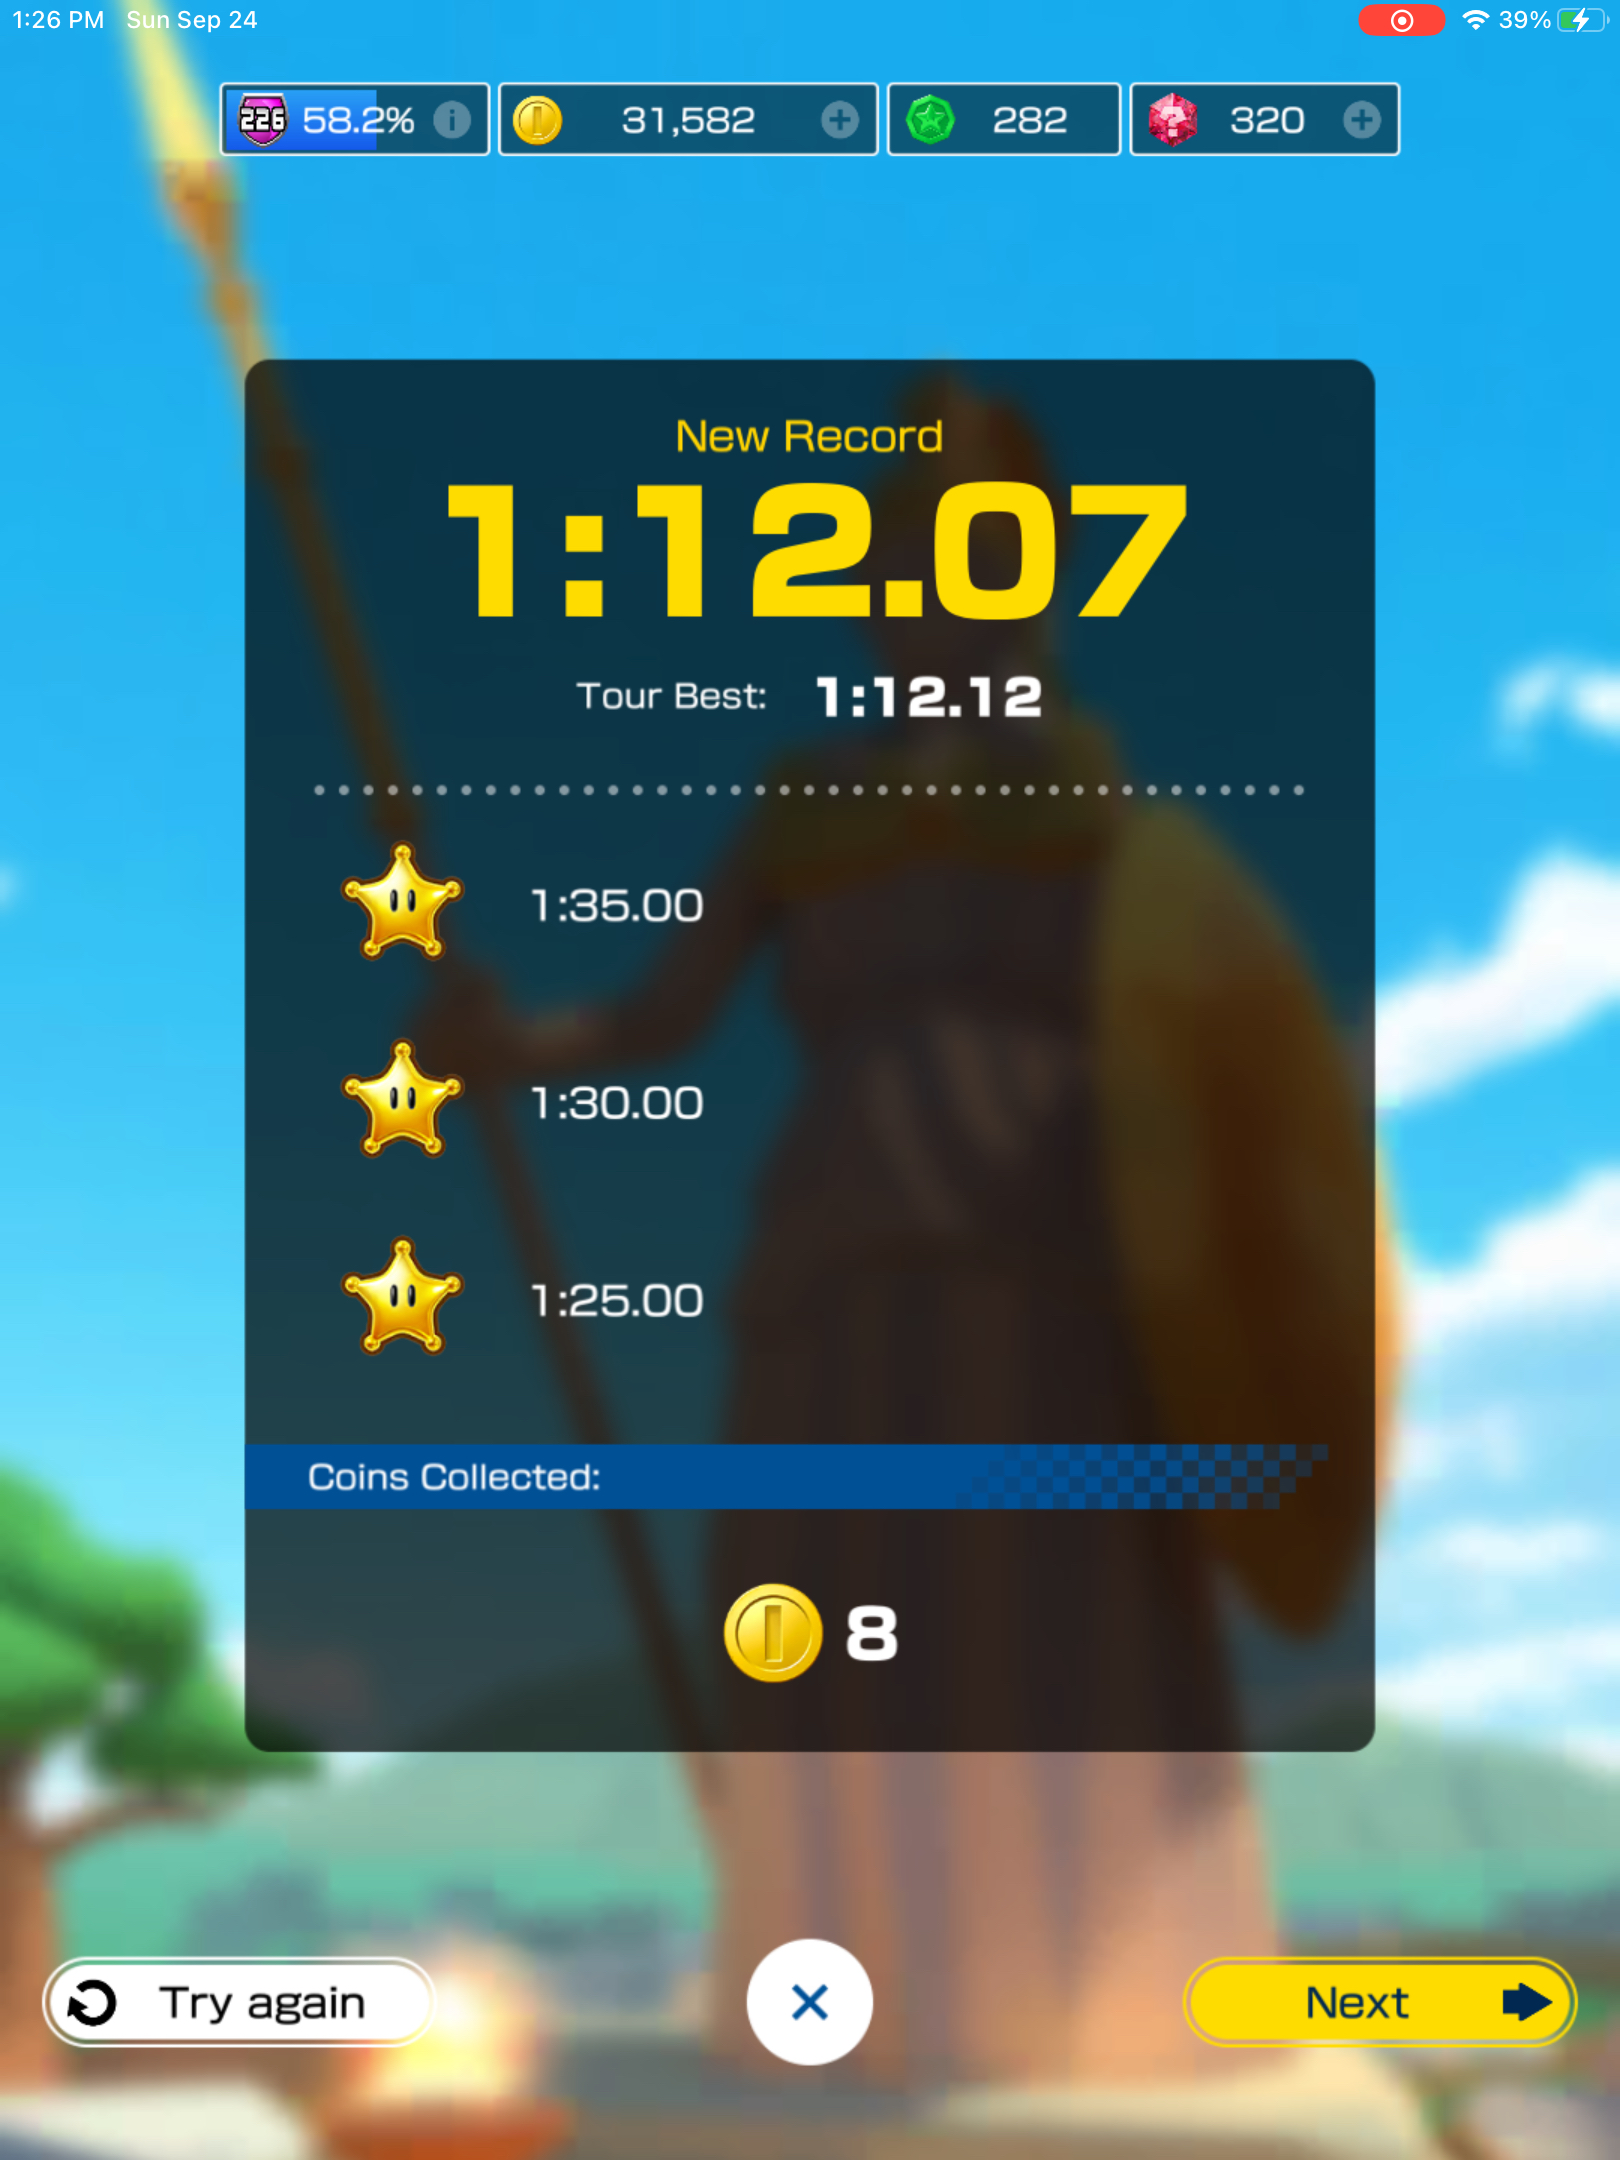 1:26 PM Sun Sep 24 39%
226 58.2% 31,582 282 320
New Record
1:12.07
Tour Best: 1:12.12
1:35.00
1:30.00
1:25.00
Coins Collected:
8
Try again Next